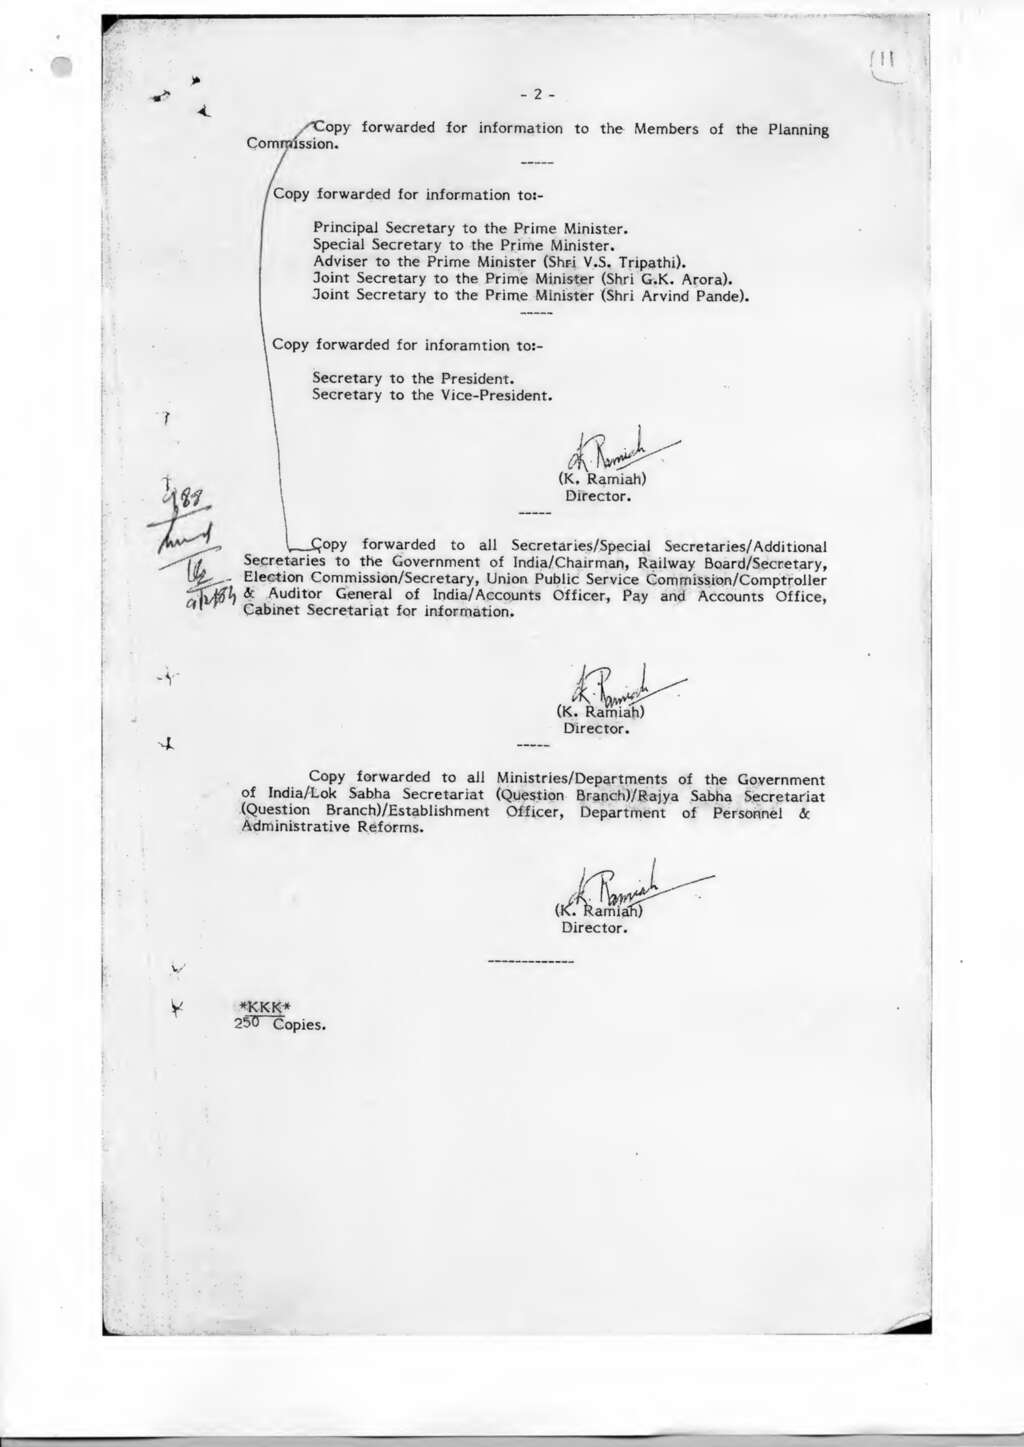 - 2 -
Copy forwarded for information to the Members of the Planning
Commission.
-----
Copy forwarded for information to:-
Principal Secretary to the Prime Minister.
Special Secretary to the Prime Minister.
Adviser to the Prime Minister (Shri V.S. Tripathi).
Joint Secretary to the Prime Minister (Shri G.K. Arora).
Joint Secretary to the Prime Minister (Shri Arvind Pande).
-----
Copy forwarded for inforamtion to:-
Secretary to the President.
Secretary to the Vice-President.
K. Ramiah
(K. Ramiah)
Director.
-----
Copy forwarded to all Secretaries/Special Secretaries/Additional
Secretaries to the Government of India/Chairman, Railway Board/Secretary,
Election Commission/Secretary, Union Public Service Commission/Comptroller
& Auditor General of India/Accounts Officer, Pay and Accounts Office,
Cabinet Secretariat for information.
K. Ramiah
(K. Ramiah)
Director.
-----
Copy forwarded to all Ministries/Departments of the Government
of India/Lok Sabha Secretariat (Question Branch)/Rajya Sabha Secretariat
(Question Branch)/Establishment Officer, Department of Personnel &
Administrative Reforms.
K. Ramiah
(K. Ramiah)
Director.
-------------
*KKK*
250 Copies.